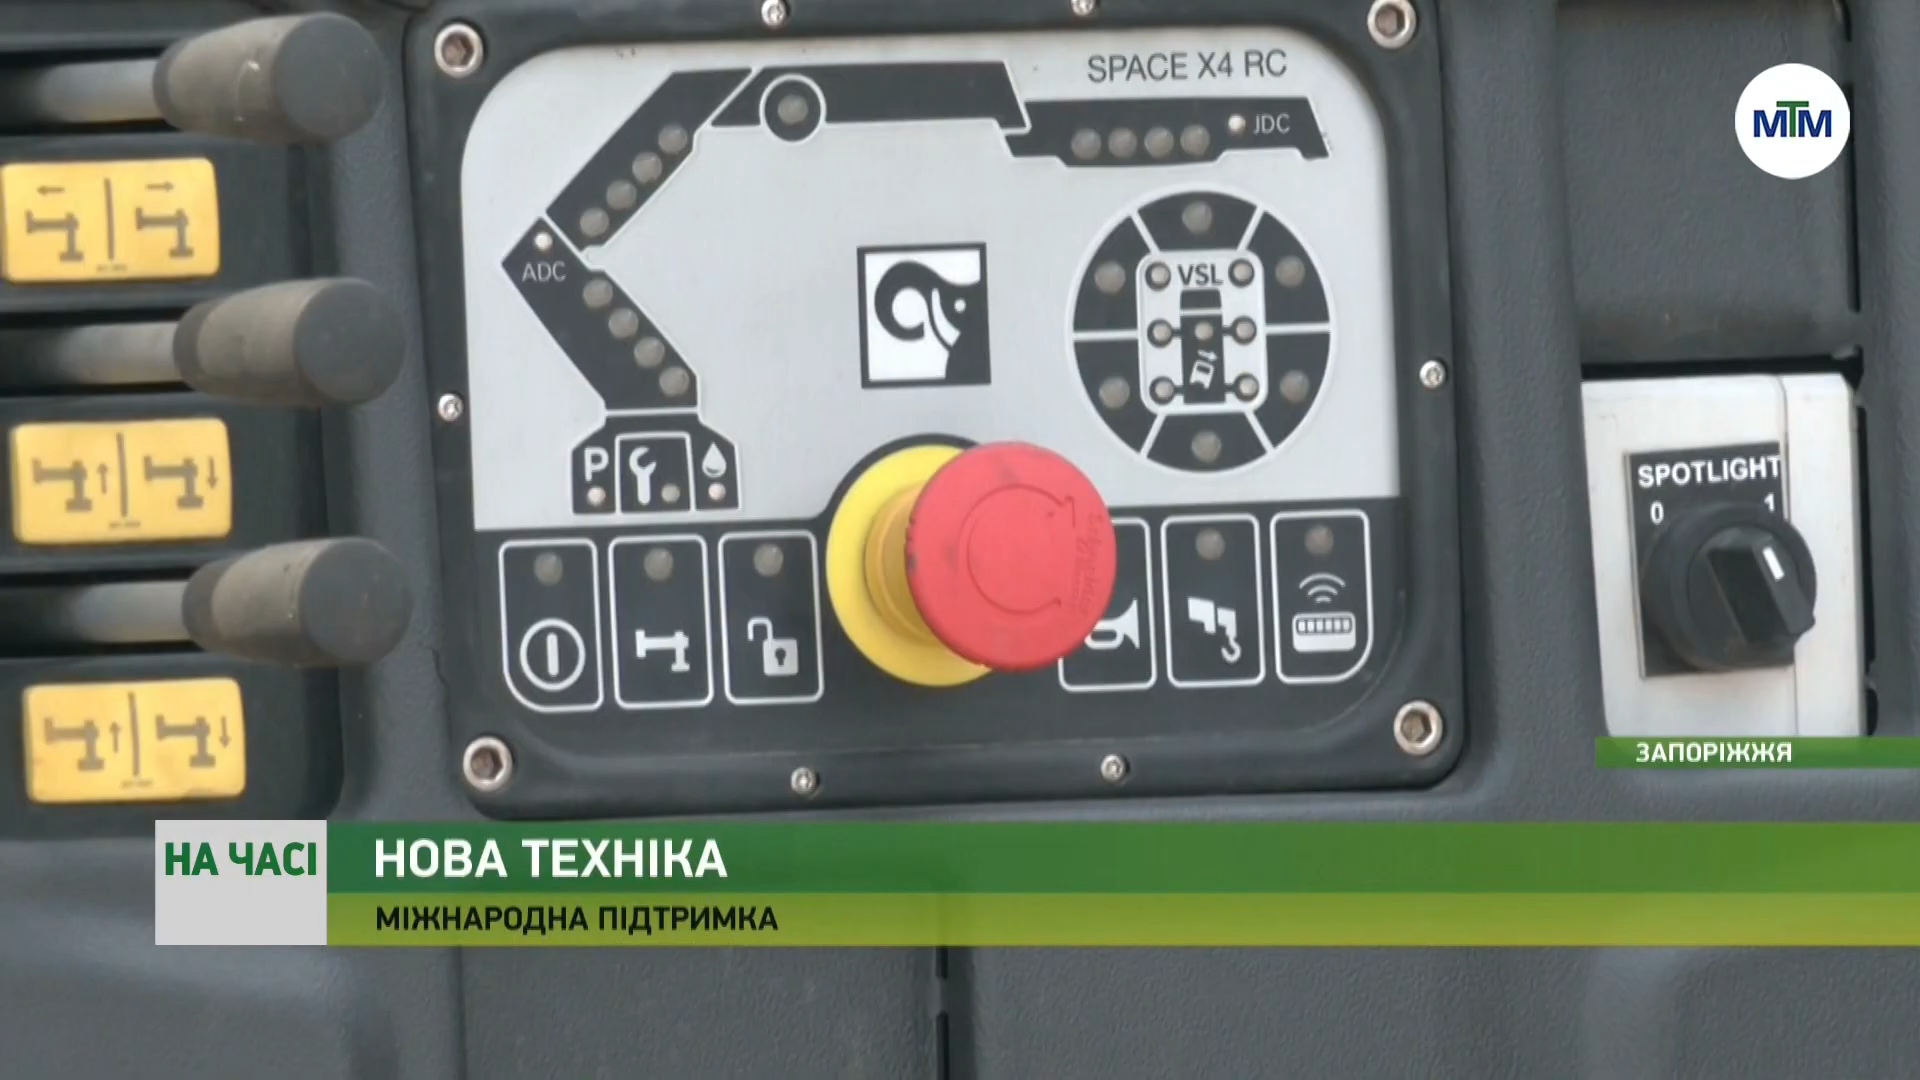 SPACE X4 RC
JDC
МТМ
ADC
VSL
P
SPOTLIGHT
0 1
ЗАПОРІЖЖЯ
НА ЧАСІ
НОВА ТЕХНІКА
МІЖНАРОДНА ПІДТРИМКА